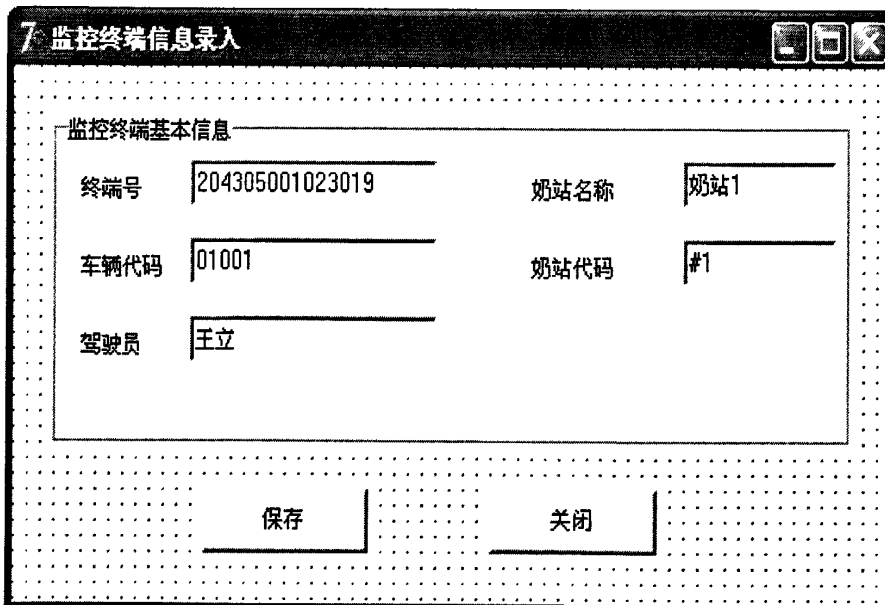 监控终端信息录入
监控终端基本信息
终端号 204305001023019 奶站名称 奶站1
车辆代码 01001 奶站代码 #1
驾驶员 王立
保存 关闭